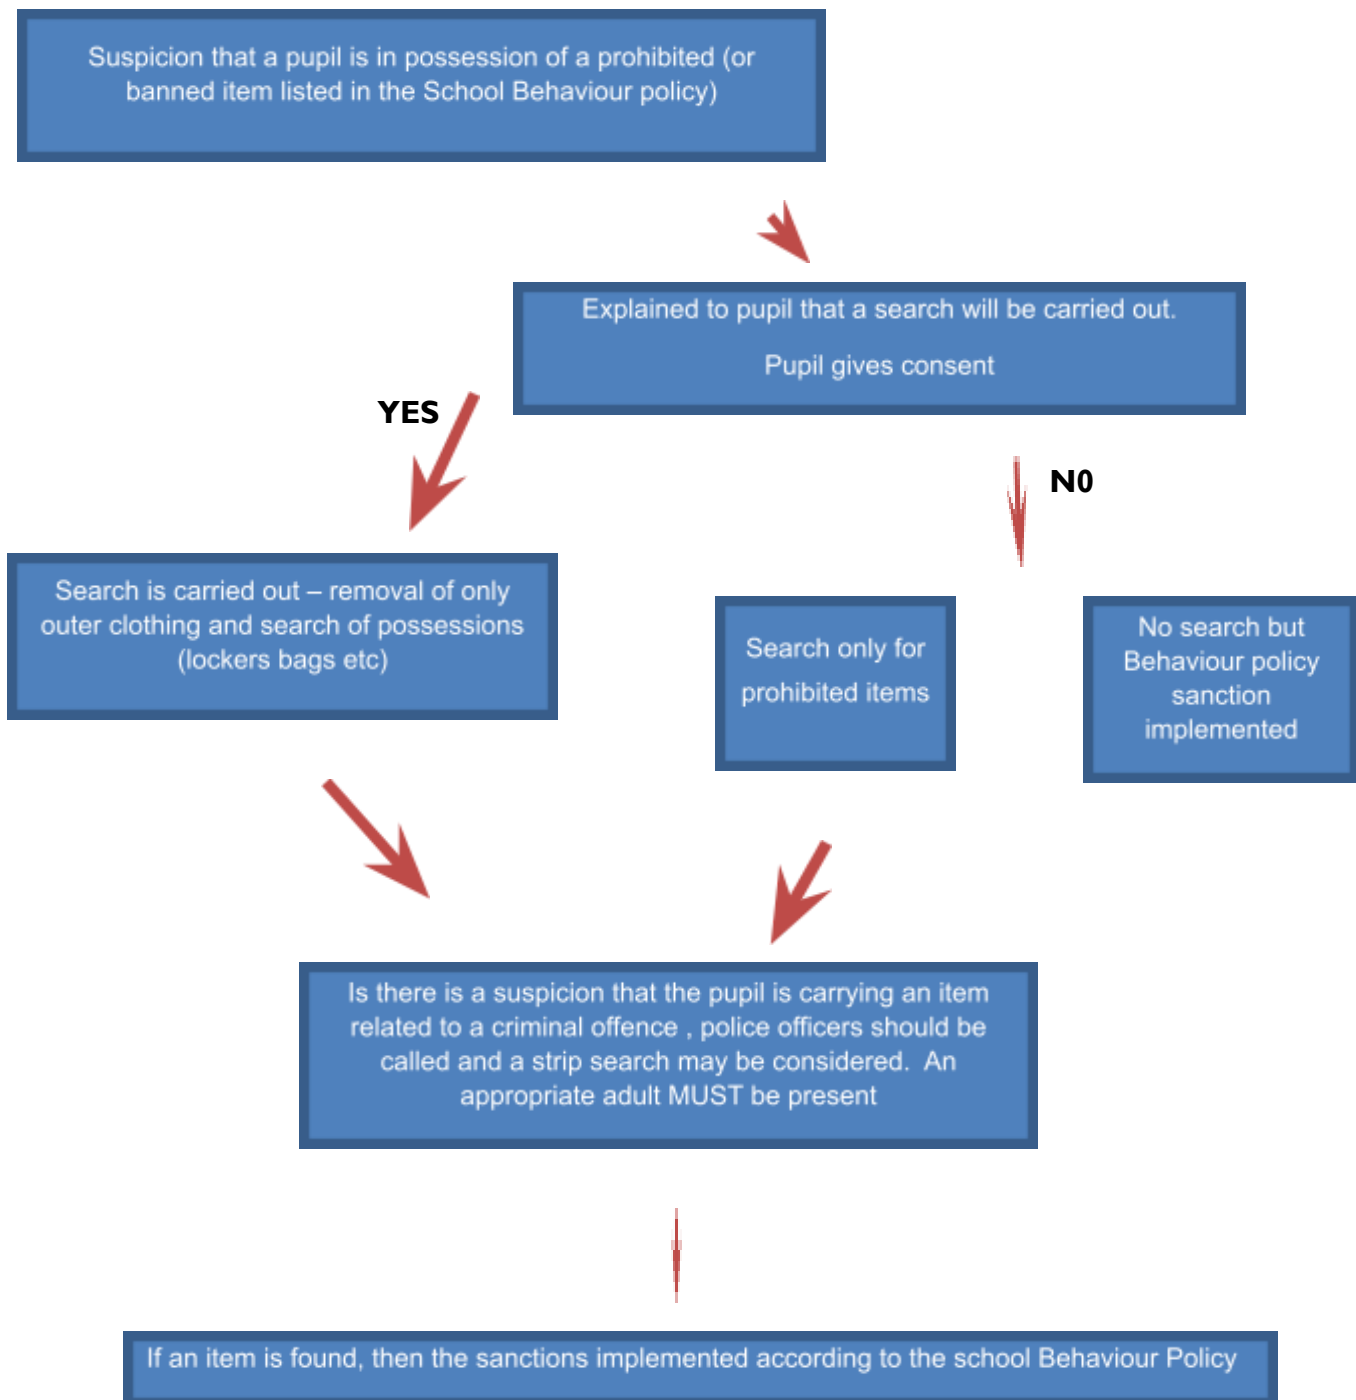 Suspicion that a pupil is in possession of a prohibited (or
banned item listed in the School Behaviour policy)
Explained to pupil that a search will be carried out.
Pupil gives consent
YES
N0
Search is carried out – removal of only
outer clothing and search of possessions
(lockers bags etc)
Search only for
prohibited items
No search but
Behaviour policy
sanction
implemented
Is there is a suspicion that the pupil is carrying an item
related to a criminal offence , police officers should be
called and a strip search may be considered.  An
appropriate adult MUST be present
If an item is found, then the sanctions implemented according to the school Behaviour Policy